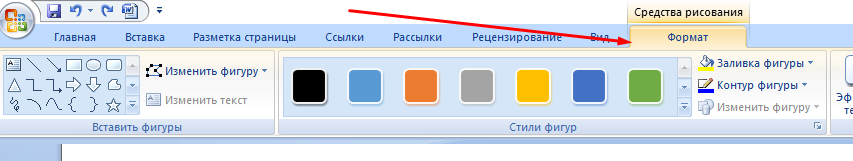 Средства рисования
Главная Вставка Разметка страницы Ссылки Рассылки Рецензирование Вид Формат
Изменить фигуру
Изменить текст
Заливка фигуры
Контур фигуры
Изменить фигуру
Вставить фигуры
Стили фигур